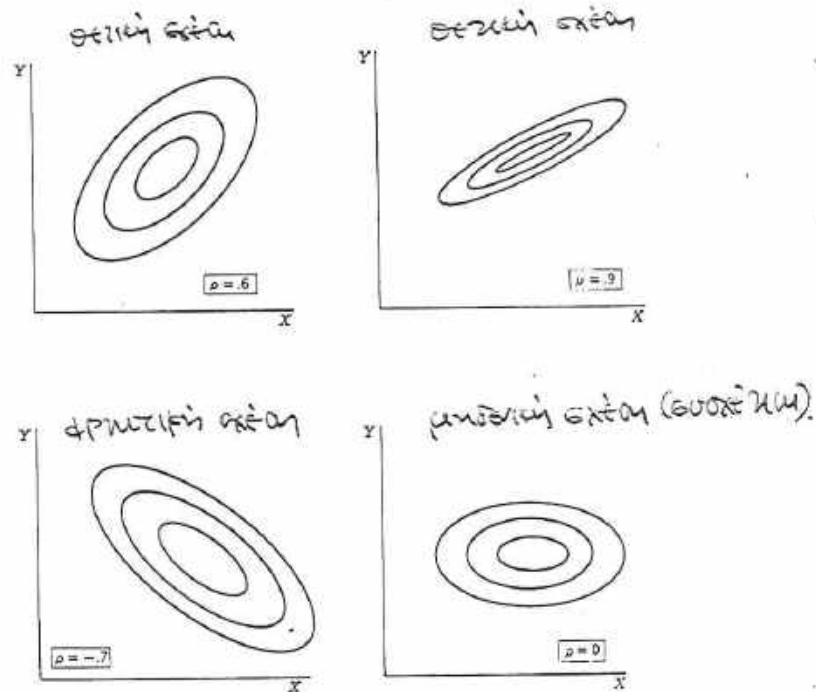 θετική σχέση
θετική σχέση
Y
Y
ρ = .6
ρ = .9
X
X
αρνητική σχέση
μηδενική σχέση (συσχέτιση).
Y
Y
ρ = -.7
ρ = 0
X
X